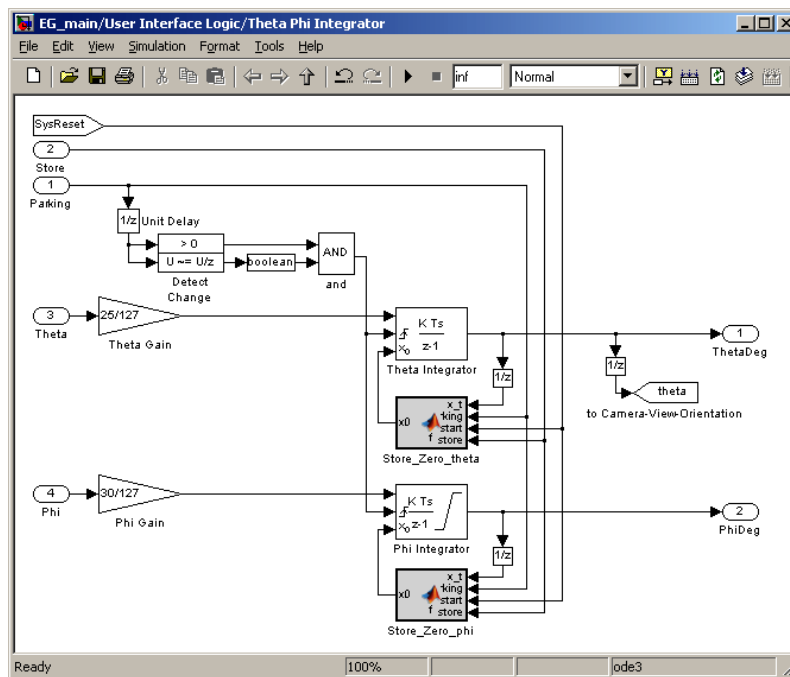 EG_main/User Interface Logic/Theta Phi Integrator
File Edit View Simulation Format Tools Help
inf Normal
SysReset
2
Store
1
Parking
1/z Unit Delay
> 0
U ~= U/z
boolean
AND
Detect
Change
and
3
Theta
25/127
Theta Gain
K Ts
z-1
x0
Theta Integrator
1
ThetaDeg
1/z
1/z
theta
to Camera-View-Orientation
x0
x_t
rking
start
store
f
Store_Zero_theta
4
Phi
30/127
Phi Gain
K Ts
z-1
x0
Phi Integrator
2
PhiDeg
1/z
x0
x_t
rking
start
store
f
Store_Zero_phi
Ready 100% ode3